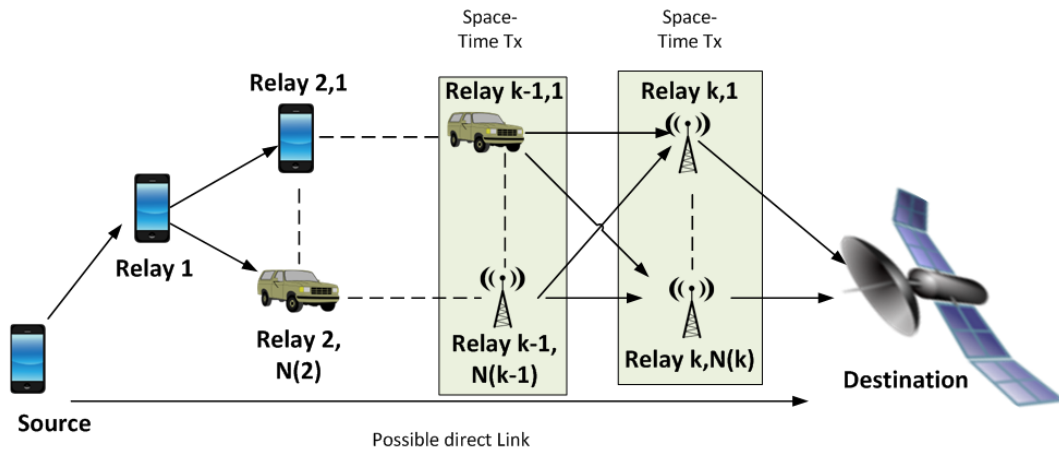 Space-
Time Tx
Space-
Time Tx
Relay 2,1
Relay k-1,1
Relay k,1
Relay 1
Relay 2,
N(2)
Relay k-1,
N(k-1)
Relay k,N(k)
Destination
Source
Possible direct Link